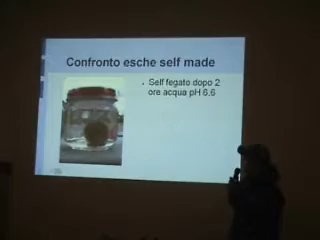 Confronto esche self made
Self fegato dopo 2
ore acqua pH 6.6